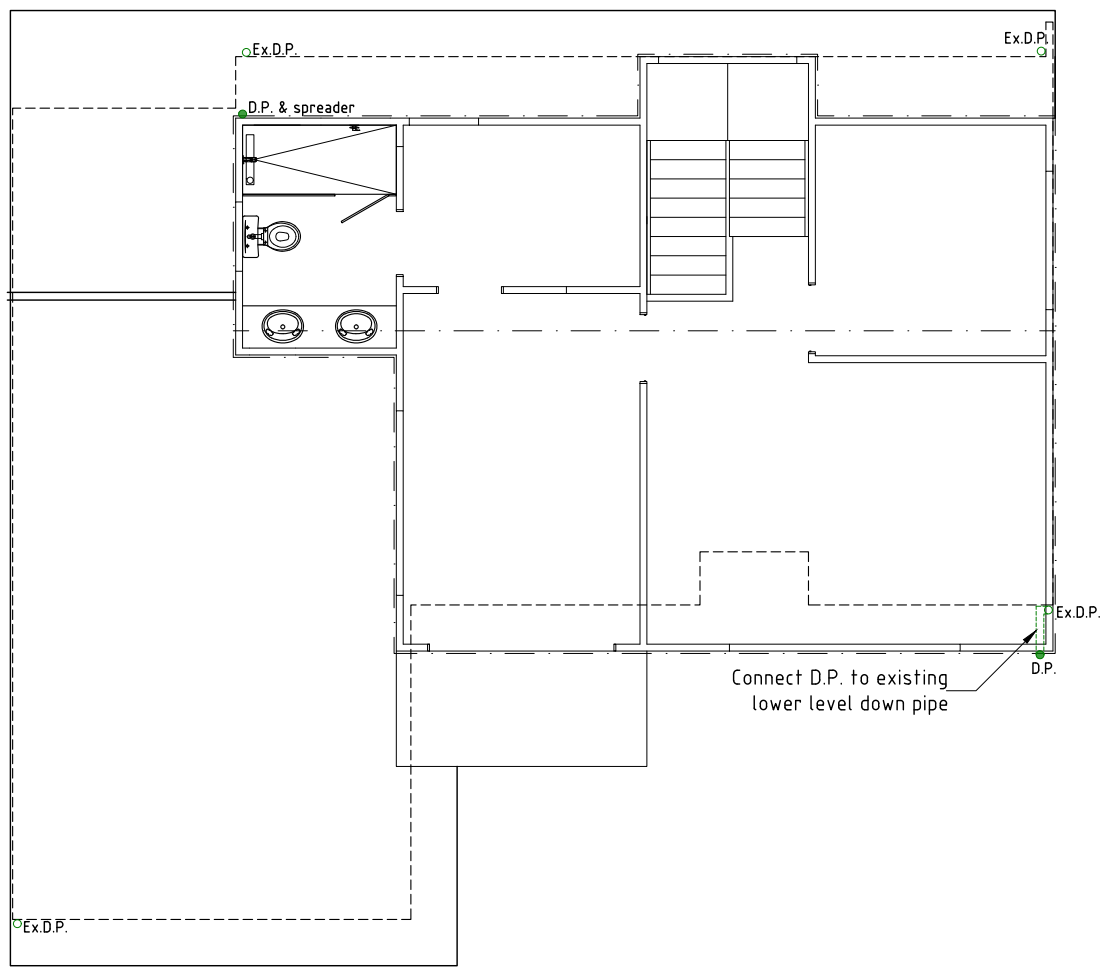 Ex.D.P.
Ex.D.P.
D.P. & spreader
Ex.D.P.
D.P.
Connect D.P. to existing
lower level down pipe
Ex.D.P.